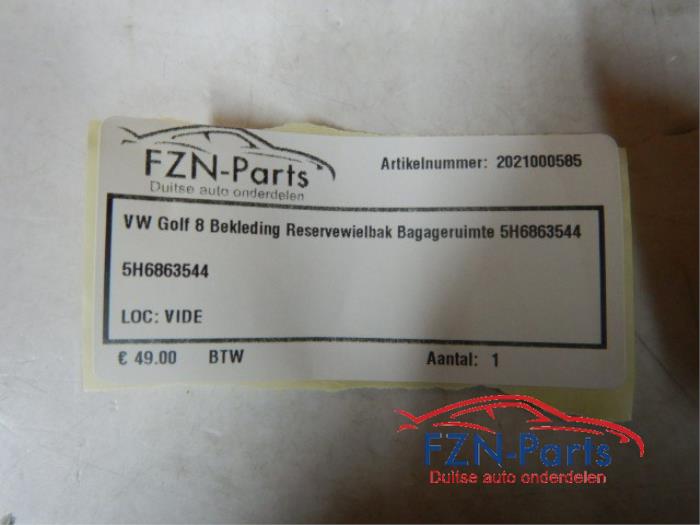 FZN-Parts
Duitse auto onderdelen
Artikelnummer: 2021000585
VW Golf 8 Bekleding Reservewielbak Bagageruimte 5H6863544
5H6863544
LOC: VIDE
€ 49.00 BTW Aantal: 1
FZN-Parts
Duitse auto onderdelen